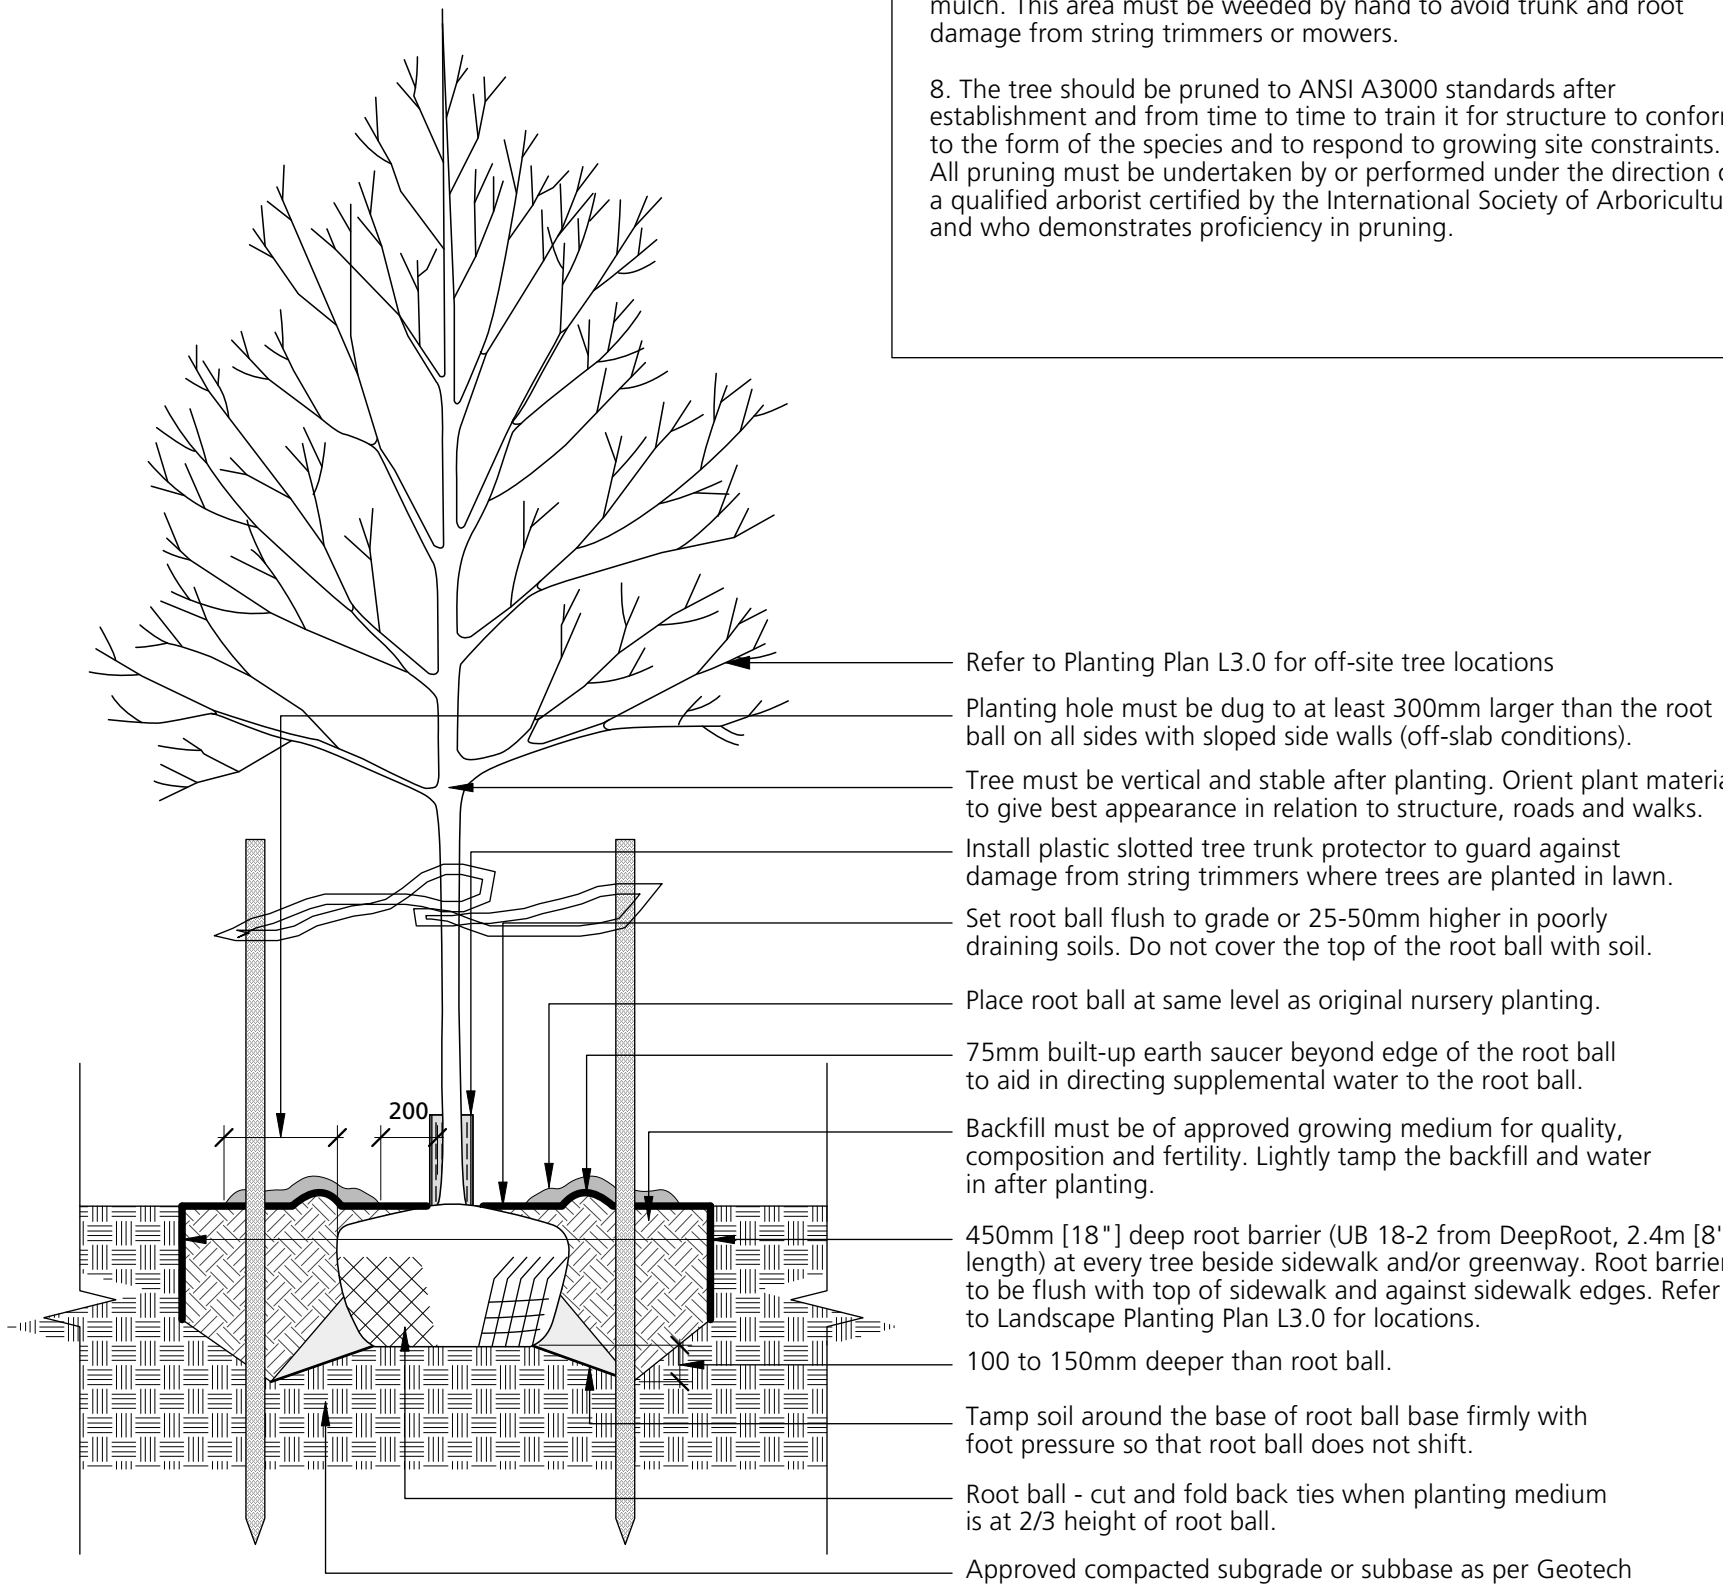 mulch. This area must be weeded by hand to avoid trunk and root
damage from string trimmers or mowers.
8. The tree should be pruned to ANSI A3000 standards after
establishment and from time to time to train it for structure to conform
to the form of the species and to respond to growing site constraints.
All pruning must be undertaken by or performed under the direction
a qualified arborist certified by the International Society of
and who demonstrates proficiency in pruning.
Refer to Planting Plan L3.0 for off-site tree locations
Planting hole must be dug to at least 300mm larger than the root
ball on all sides with sloped side walls (off-slab conditions).
Tree must be vertical and stable after planting. Orient plant
to give best appearance in relation to structure, roads and walks.
Install plastic slotted tree trunk protector to guard against
damage from string trimmers where trees are planted in lawn.
Set root ball flush to grade or 25-50mm higher in poorly
draining soils. Do not cover the top of the root ball with soil.
Place root ball at same level as original nursery planting.
75mm built-up earth saucer beyond edge of the root ball
to aid in directing supplemental water to the root ball.
200
Backfill must be of approved growing medium for quality,
composition and fertility. Lightly tamp the backfill and water
in after planting.
450mm [18"] deep root barrier (UB 18-2 from DeepRoot, 2.4m [8'
length) at every tree beside sidewalk and/or greenway. Root barrier
to be flush with top of sidewalk and against sidewalk edges. Refer
to Landscape Planting Plan L3.0 for locations.
100 to 150mm deeper than root ball.
Tamp soil around the base of root ball base firmly with
foot pressure so that root ball does not shift.
Root ball - cut and fold back ties when planting medium
is at 2/3 height of root ball.
Approved compacted subgrade or subbase as per Geotech